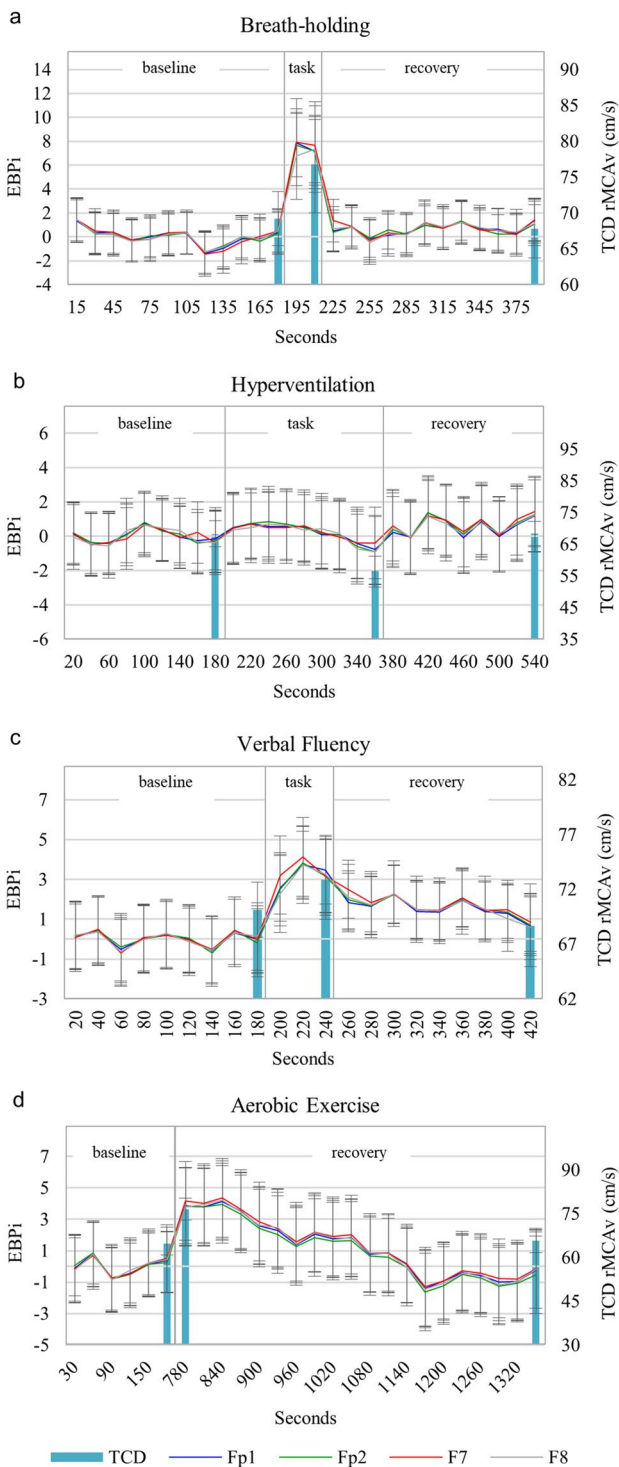 a
Breath-holding
baseline task recovery
EBPi
14
12
10
8
6
4
2
0
-2
-4
90
85
80
75
70
65
60
TCD rMCAv (cm/s)
15 45 75 105 135 165 195 225 255 285 315 345 375
Seconds
b
Hyperventilation
baseline task recovery
EBPi
6
4
2
0
-2
-4
-6
95
85
75
65
55
45
35
TCD rMCAv (cm/s)
20 60 100 140 180 220 260 300 340 380 420 460 500 540
Seconds
c
Verbal Fluency
baseline task recovery
EBPi
7
5
3
1
-1
-3
82
77
72
67
62
TCD rMCAv (cm/s)
20 40 60 80 100 120 140 160 180 200 220 240 260 280 300 320 340 360 380 400 420
Seconds
d
Aerobic Exercise
baseline recovery
EBPi
7
5
3
1
-1
-3
-5
90
75
60
45
30
TCD rMCAv (cm/s)
30 90 150 780 840 900 960 1020 1080 1140 1200 1260 1320
Seconds
TCD Fp1 Fp2 F7 F8